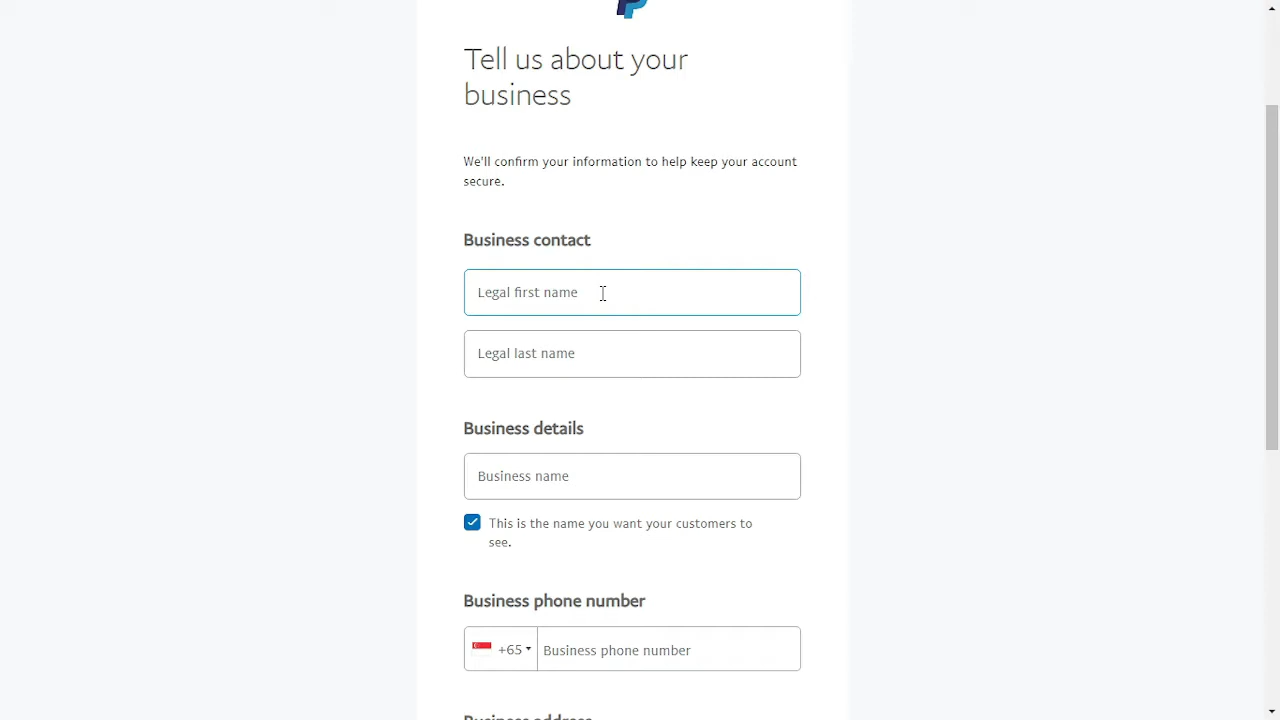 Tell us about your
business
We'll confirm your information to help keep your account
secure.
Business contact
Legal first name
Legal last name
Business details
Business name
This is the name you want your customers to
see.
Business phone number
+65 Business phone number
Business address